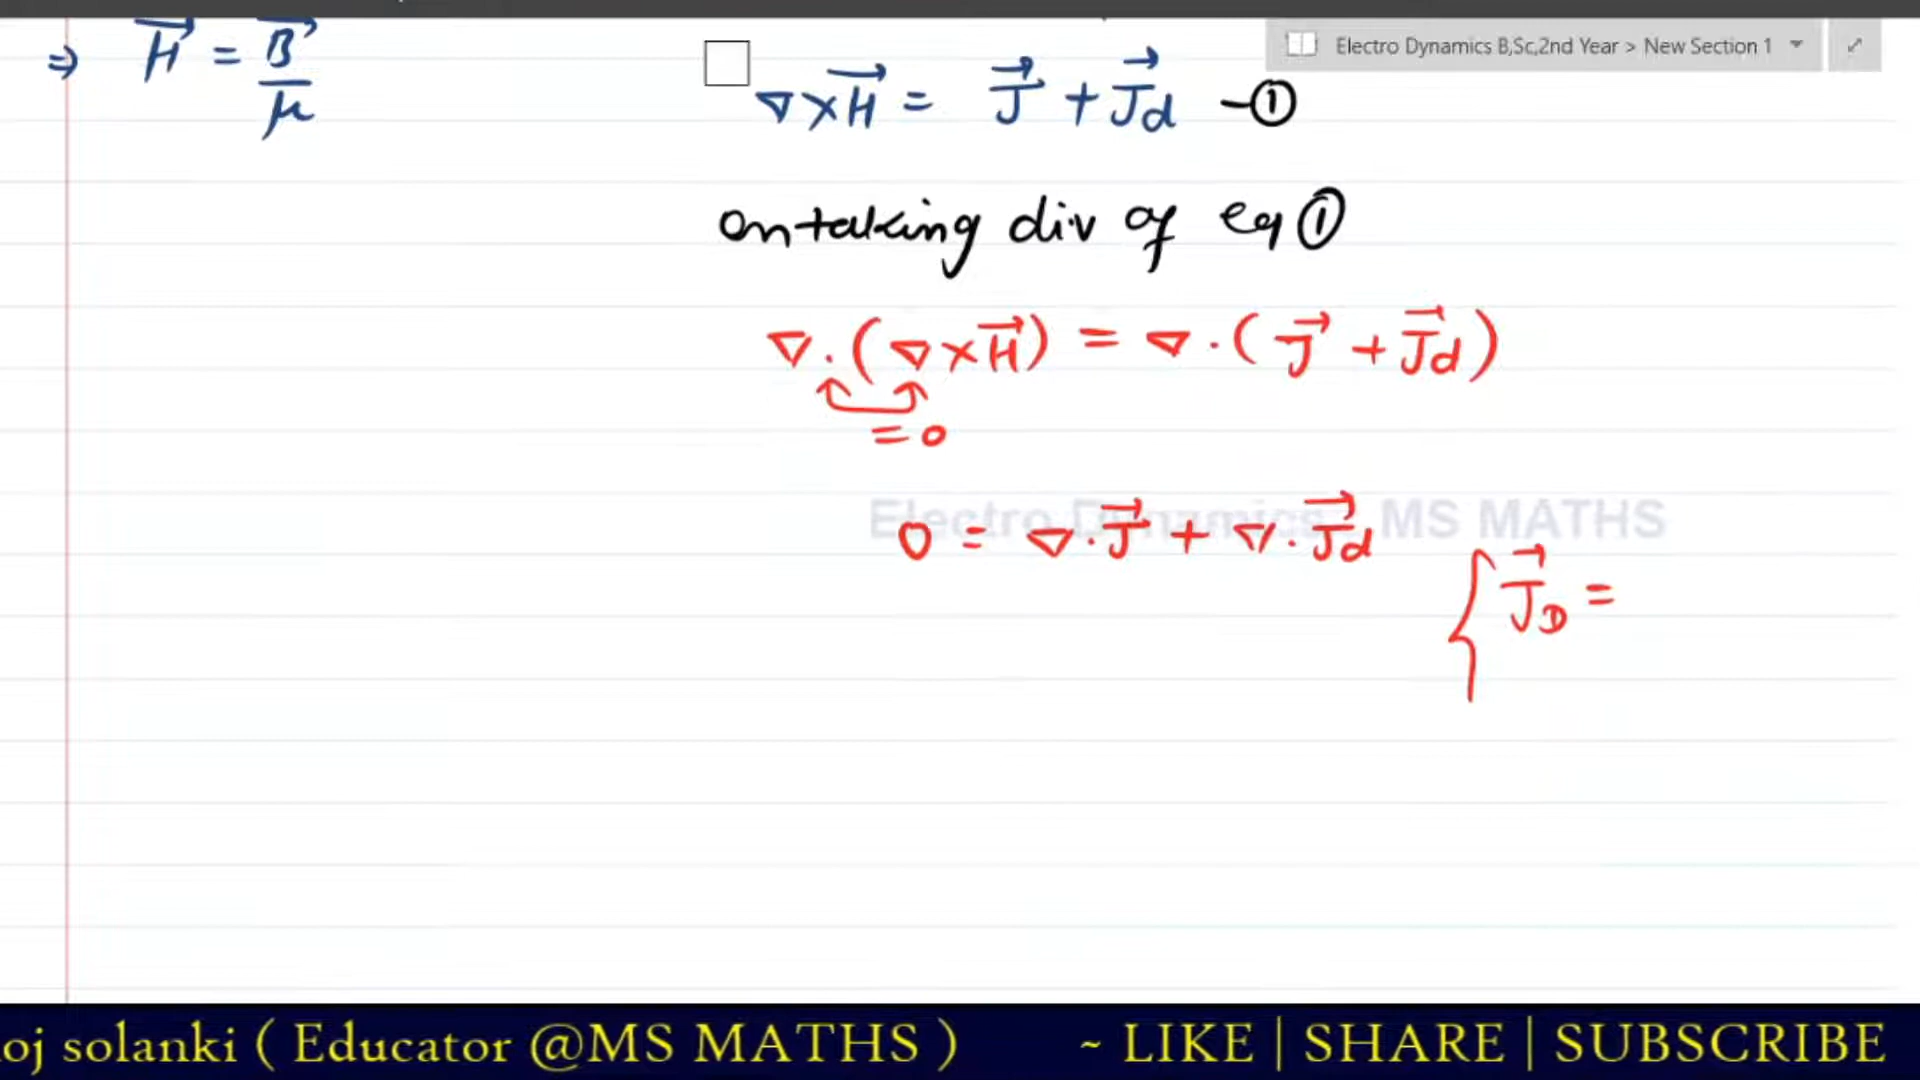 ⇒ H⃗ = B⃗/μ
Electro Dynamics B,Sc,2nd Year > New Section 1
∇×H⃗ = J⃗ + J⃗d –①
on taking div of eq ①
∇·(∇×H⃗) = ∇·(J⃗ + J⃗d)
= 0
Electro Dynamics MS MATHS
0 = ∇·J⃗ + ∇·J⃗d
{ J⃗D =
oj solanki ( Educator @MS MATHS ) ~ LIKE | SHARE | SUBSCRIBE